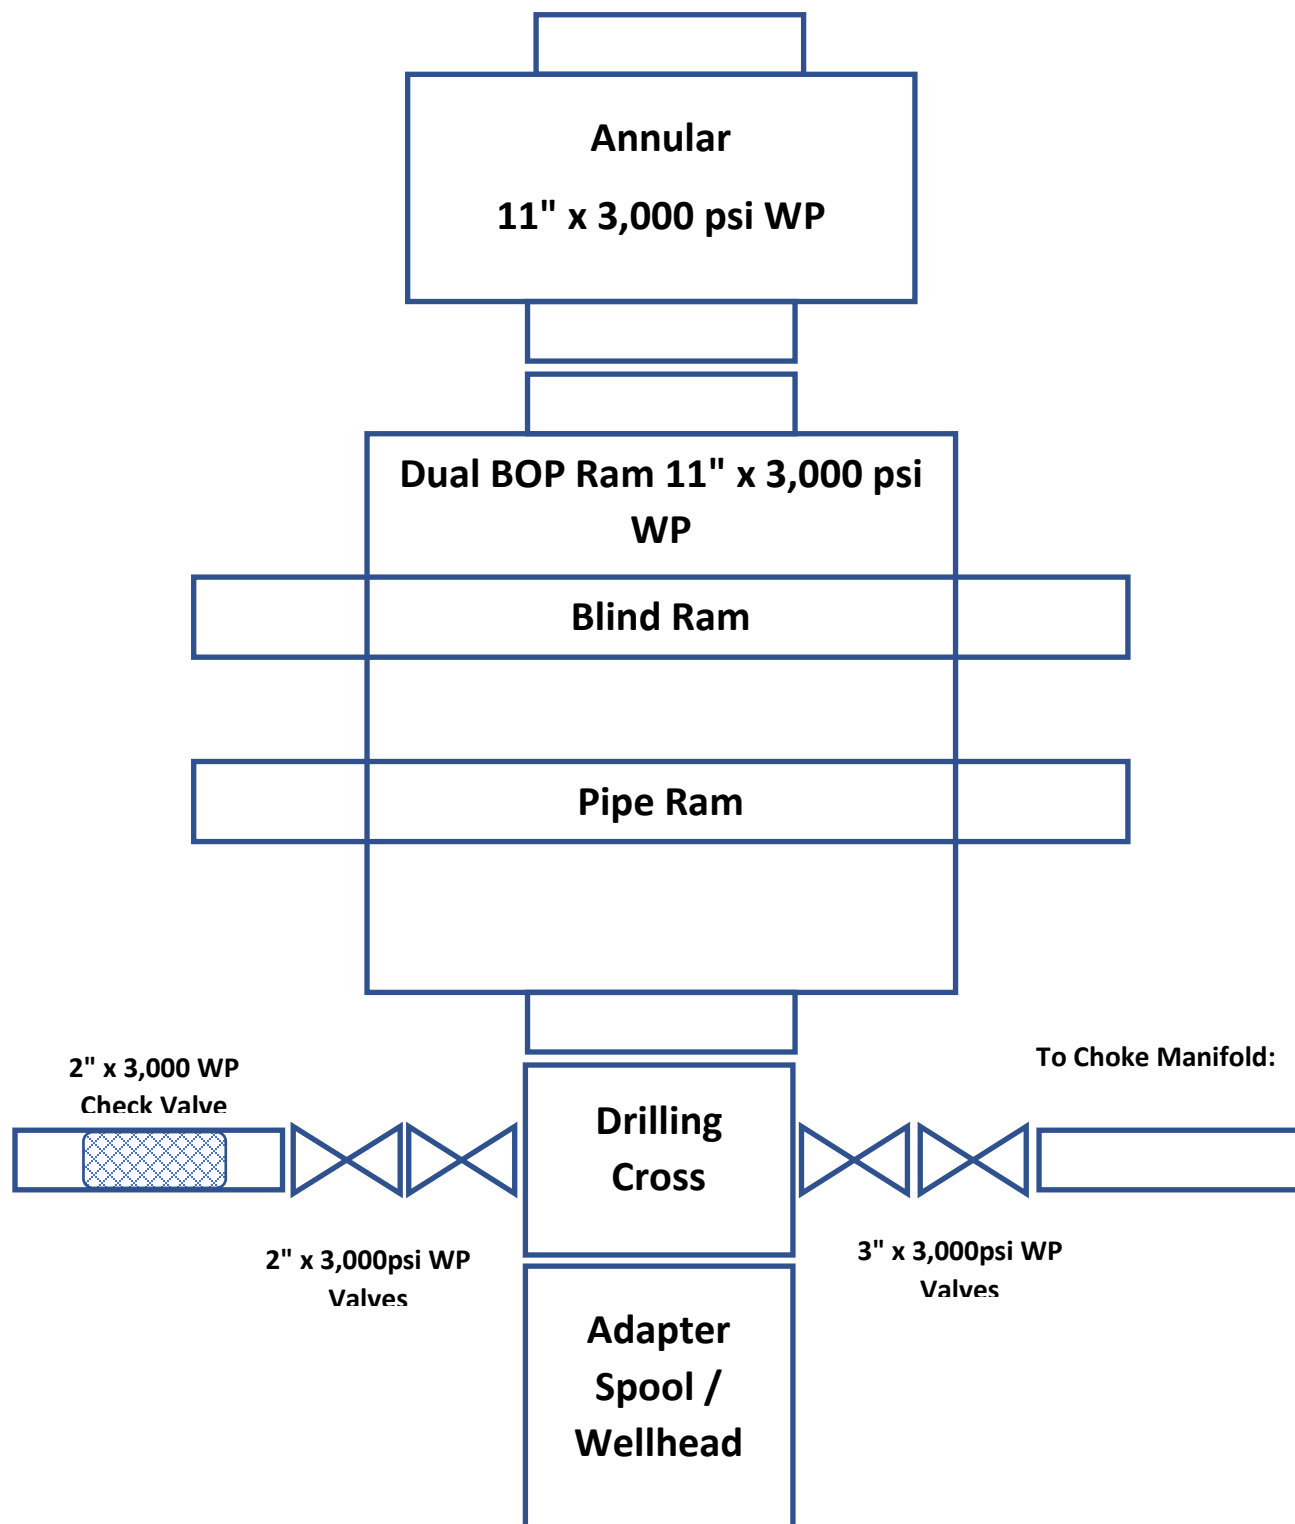 Annular
11" x 3,000 psi WP
Dual BOP Ram 11" x 3,000 psi
WP
Blind Ram
Pipe Ram
2" x 3,000 WP
Check Valve
To Choke Manifold:
Drilling
Cross
2" x 3,000psi WP
Valves
3" x 3,000psi WP
Valves
Adapter
Spool /
Wellhead